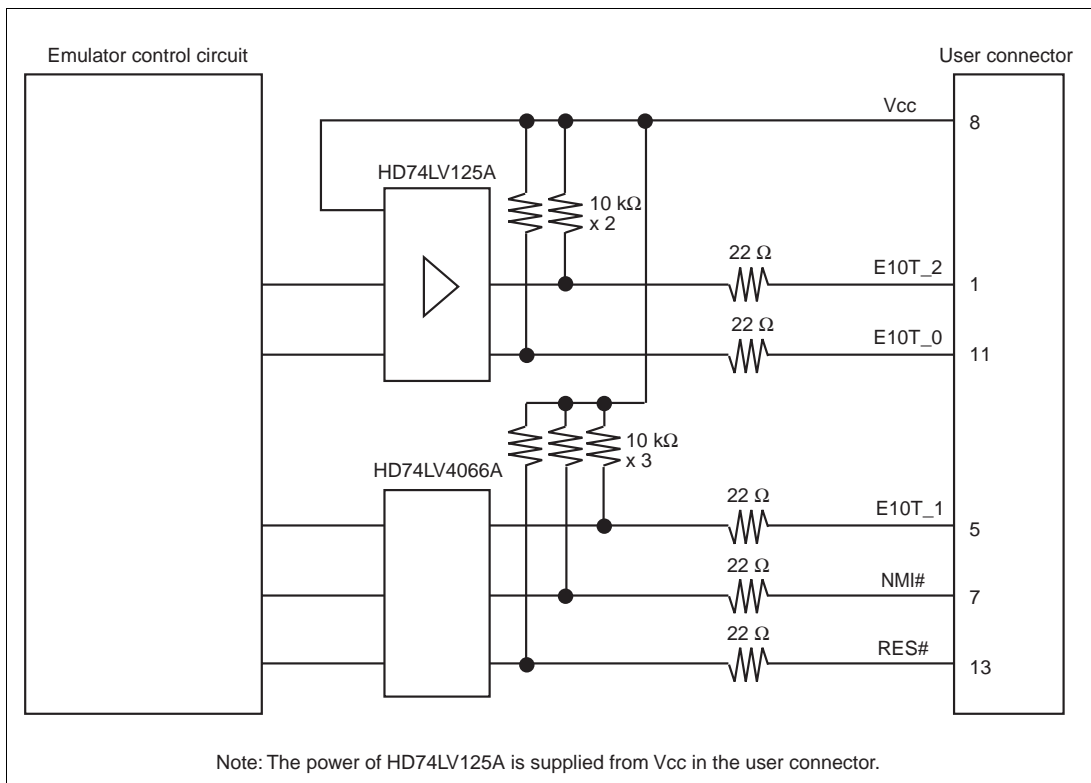 Emulator control circuit
User connector
Vcc
8
HD74LV125A
10 kΩ
x 2
22 Ω
E10T_2
1
22 Ω
E10T_0
11
10 kΩ
x 3
HD74LV4066A
22 Ω
E10T_1
5
22 Ω
NMI#
7
22 Ω
RES#
13
Note: The power of HD74LV125A is supplied from Vcc in the user connector.